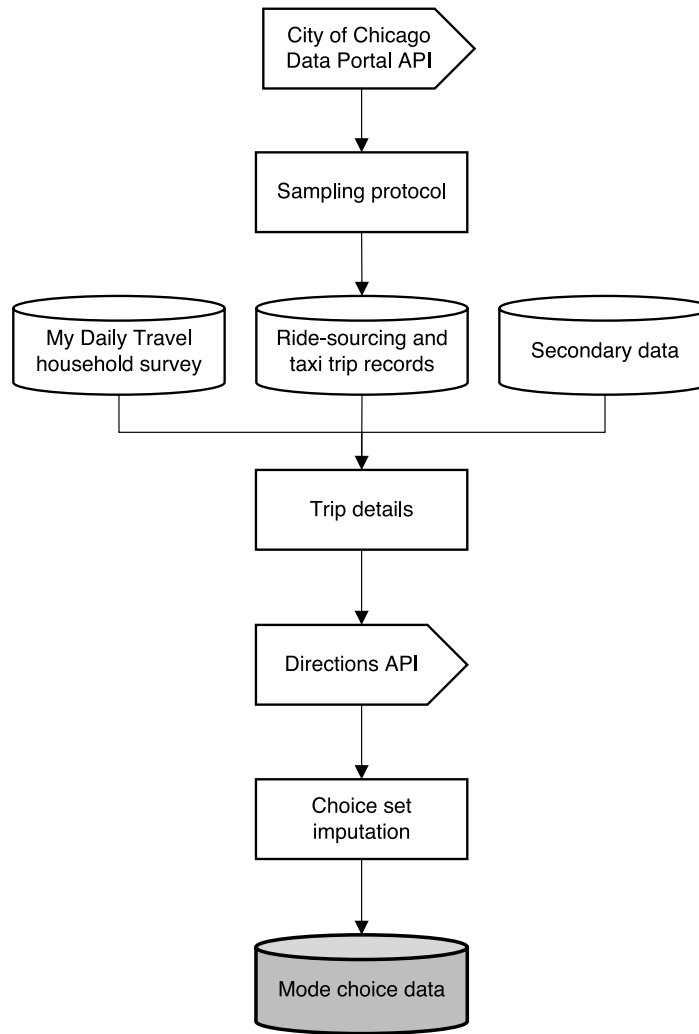 City of Chicago
Data Portal API
Sampling protocol
My Daily Travel
household survey
Ride-sourcing and
taxi trip records
Secondary data
Trip details
Directions API
Choice set
imputation
Mode choice data